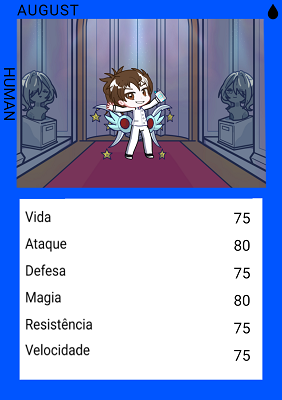 AUGUST
HUMAN
Vida 75
Ataque 80
Defesa 75
Magia 80
Resistência 75
Velocidade 75